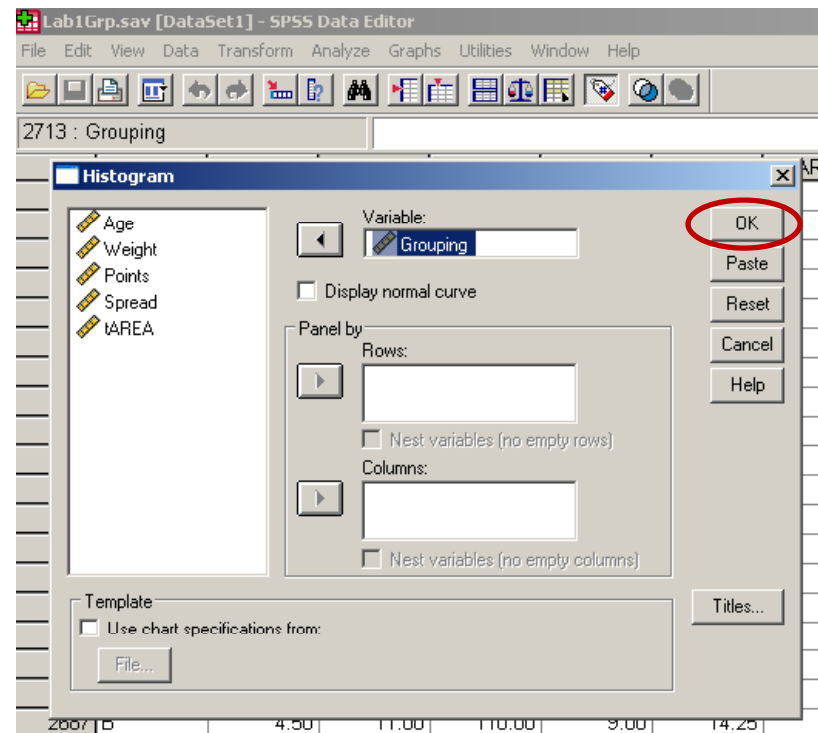 Lab1Grp.sav [DataSet1] - SPSS Data Editor
File Edit View Data Transform Analyze Graphs Utilities Window Help
2713 : Grouping
Histogram
Age
Weight
Points
Spread
tAREA
Variable:
Grouping
Display normal curve
Panel by
Rows:
Nest variables (no empty rows)
Columns:
Nest variables (no empty columns)
OK
Paste
Reset
Cancel
Help
Titles...
Template
Use chart specifications from:
File...
2687 B 4.50 11.00 110.00 9.00 14.25